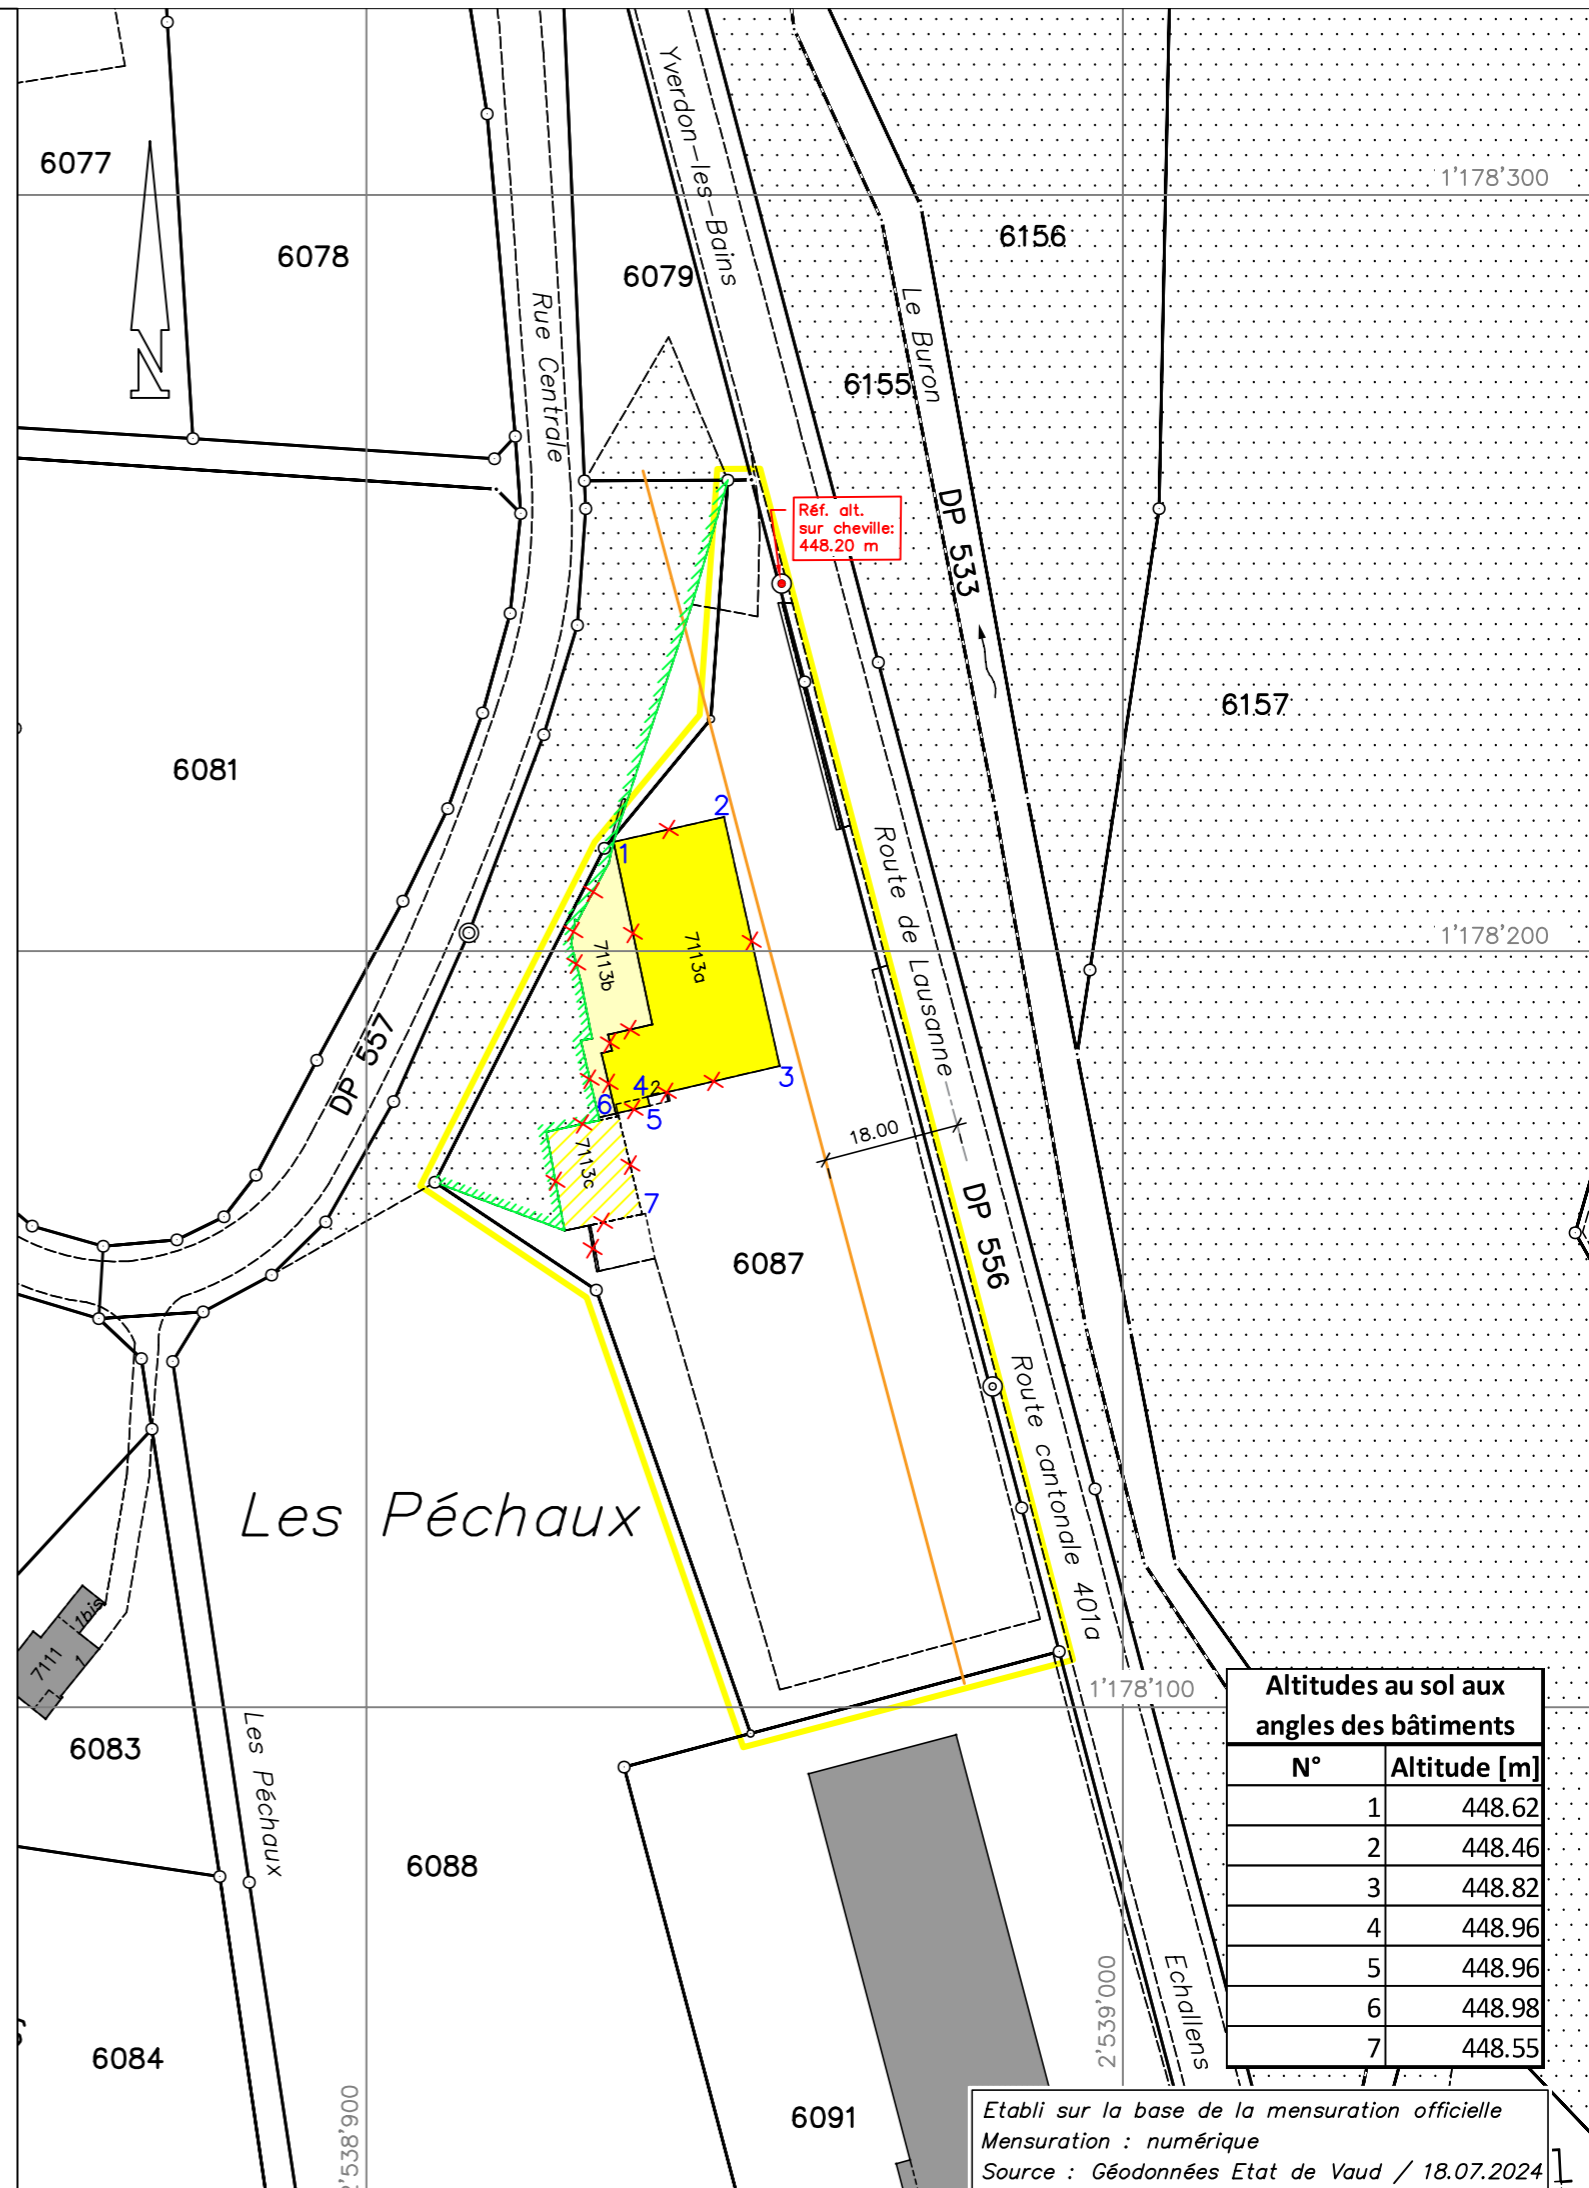 6077
1'178'300
6078
6079
6156
Yverdon-les-Bains
Rue Centrale
Le Buron
N
6155
Réf. alt.
sur cheville:
448.20 m
DP 533
6157
6081
2
1
Route de Lausanne
1'178'200
7113b
7113a
DP 557
3
4
2
6
5
18.00
7113c
7
DP 556
6087
Route cantonale 401a
Les Péchaux
1bis
7111
1
1'178'100
Les Péchaux
6083
6088
6084
6091
2'539'000
Echallens
2'538'900
Altitudes au sol aux
angles des bâtiments
N° Altitude [m]
1 448.62
2 448.46
3 448.82
4 448.96
5 448.96
6 448.98
7 448.55
Etabli sur la base de la mensuration officielle
Mensuration : numérique
Source : Géodonnées Etat de Vaud / 18.07.2024